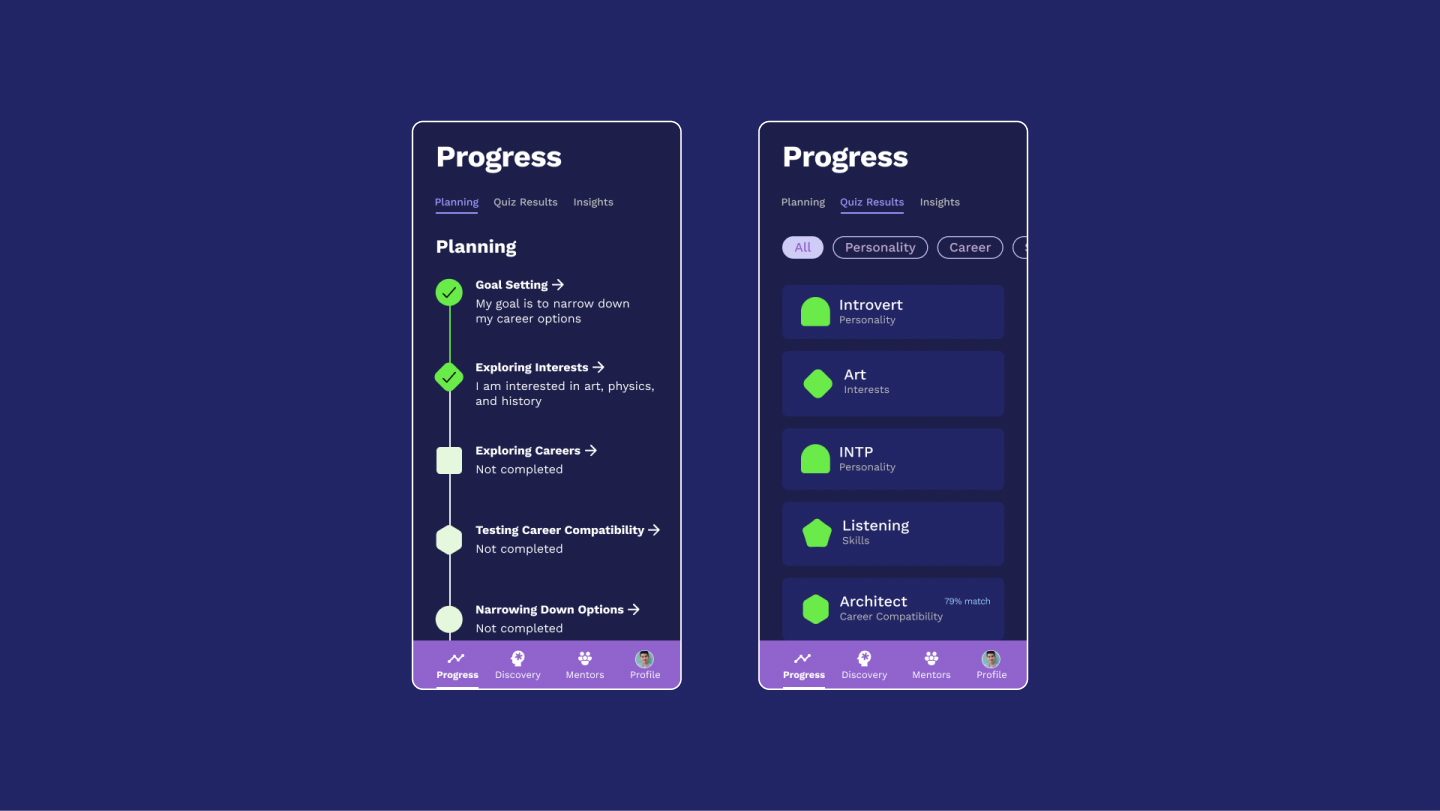 Progress
Planning Quiz Results Insights
Planning
Goal Setting
My goal is to narrow down
my career options
Exploring Interests
I am interested in art, physics,
and history
Exploring Careers
Not completed
Testing Career Compatibility
Not completed
Narrowing Down Options
Not completed
Progress Discovery Mentors Profile
Progress
Planning Quiz Results Insights
All Personality Career
Introvert
Personality
Art
Interests
INTP
Personality
Listening
Skills
Architect 79% match
Career Compatibility
Progress Discovery Mentors Profile